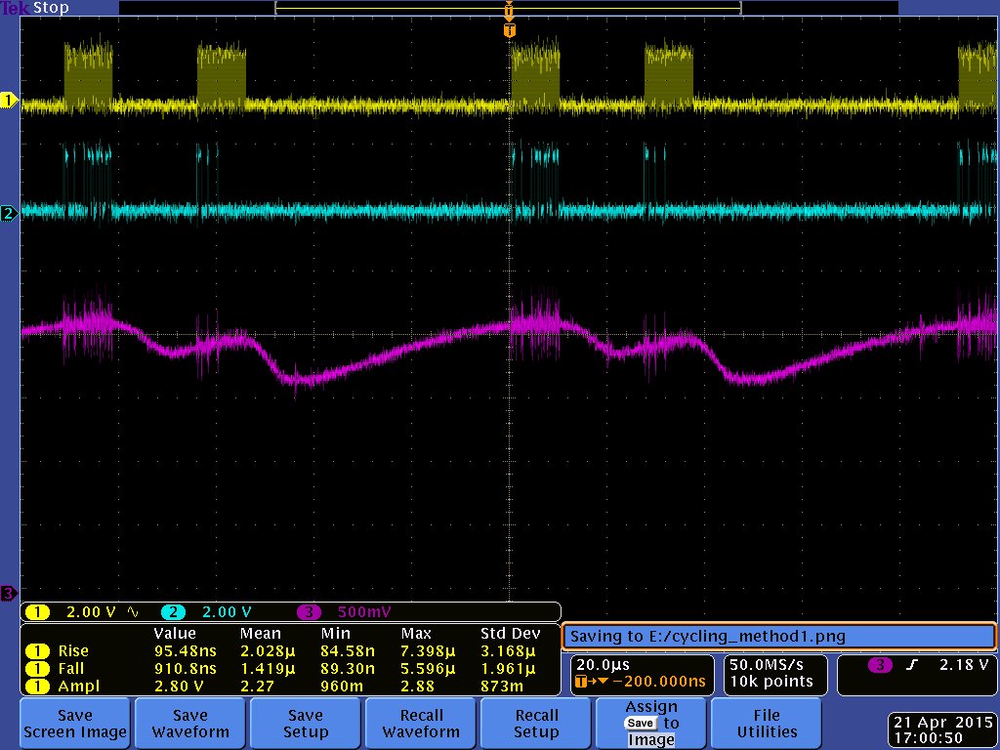 Tek Stop
T
T
1
2
3
1 2.00 V ∿ 2 2.00 V 3 500mV
Value Mean Min Max Std Dev
1 Rise 95.48ns 2.028µ 84.58n 7.398µ 3.168µ
1 Fall 910.8ns 1.419µ 89.30n 5.596µ 1.961µ
1 Ampl 2.80 V 2.27 960m 2.88 873m
Saving to E:/cycling_method1.png
20.0µs
T→▼−200.000ns
50.0MS/s
10k points
3 ƒ 2.18 V
Save
Screen Image
Save
Waveform
Save
Setup
Recall
Waveform
Recall
Setup
Assign
Save to
Image
File
Utilities
21 Apr 2015
17:00:50